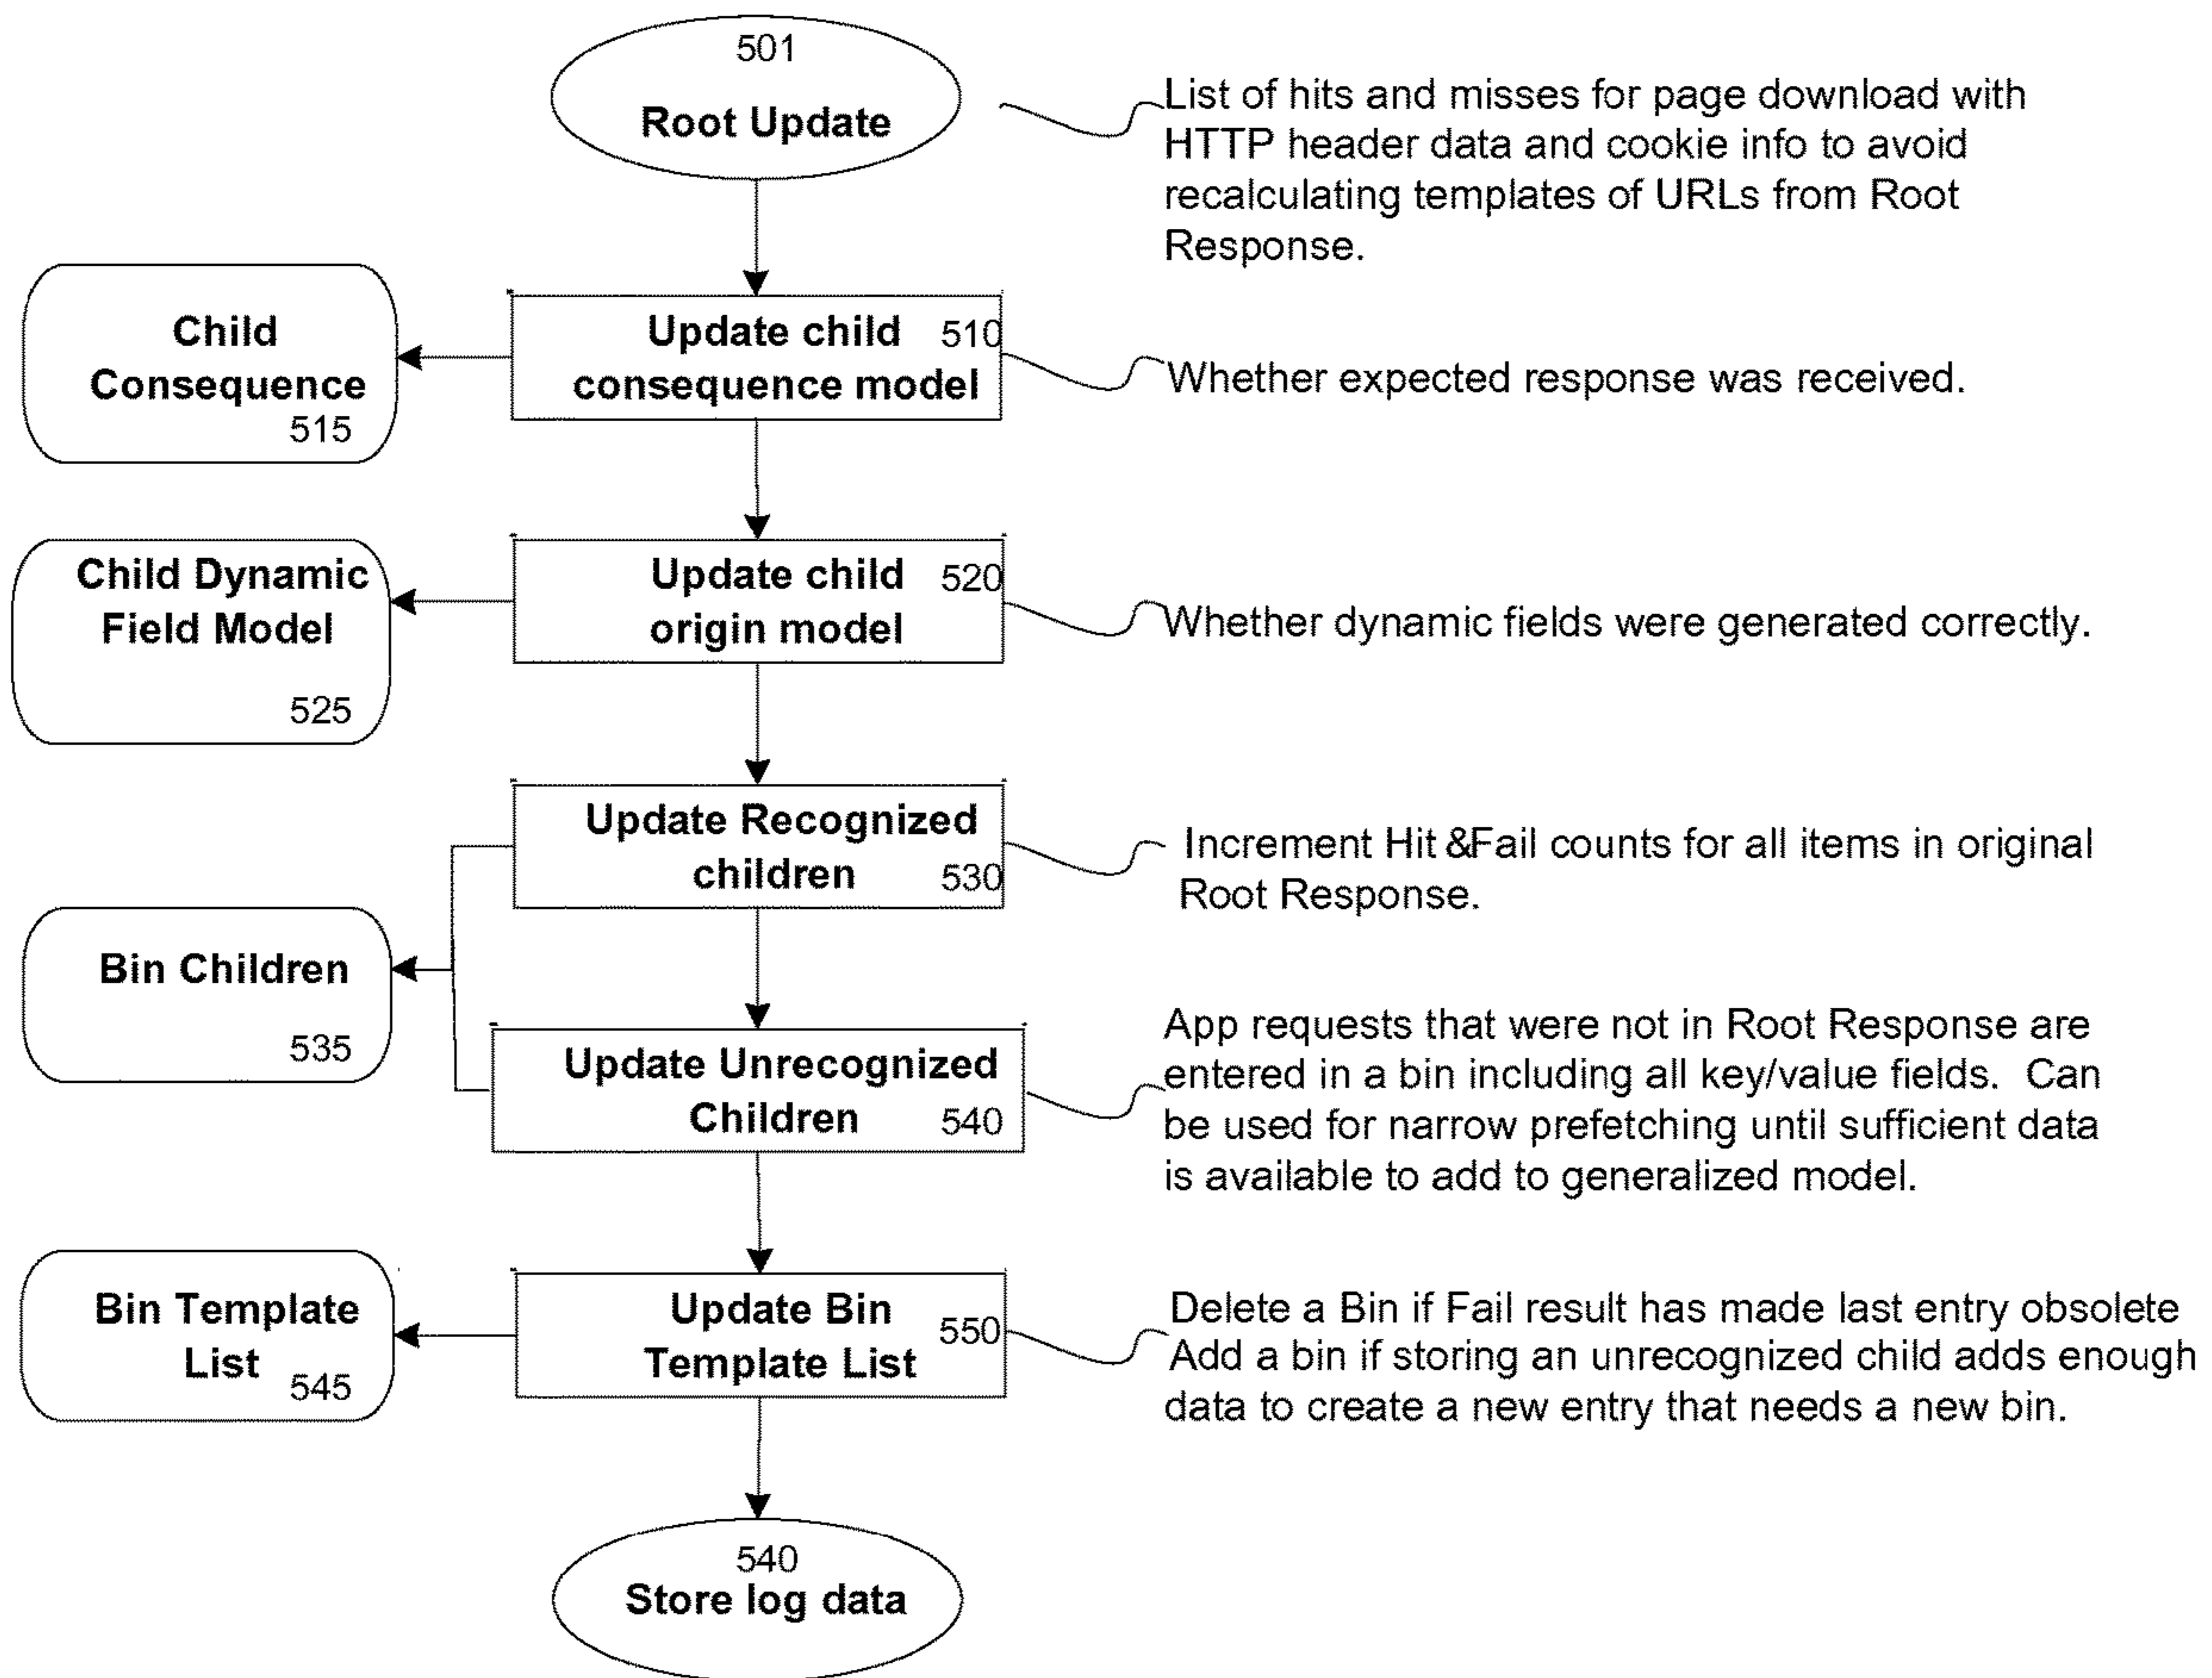 501
Root Update
List of hits and misses for page download with
HTTP header data and cookie info to avoid
recalculating templates of URLs from Root
Response.
Child
Consequence
515
Update child
consequence model
510
Whether expected response was received.
Child Dynamic
Field Model
525
Update child
origin model
520
Whether dynamic fields were generated correctly.
Update Recognized
children
530
Increment Hit &Fail counts for all items in original
Root Response.
Bin Children
535
Update Unrecognized
Children
540
App requests that were not in Root Response are
entered in a bin including all key/value fields. Can
be used for narrow prefetching until sufficient data
is available to add to generalized model.
Bin Template
List
545
Update Bin
Template List
550
Delete a Bin if Fail result has made last entry obsolete
Add a bin if storing an unrecognized child adds enough
data to create a new entry that needs a new bin.
540
Store log data